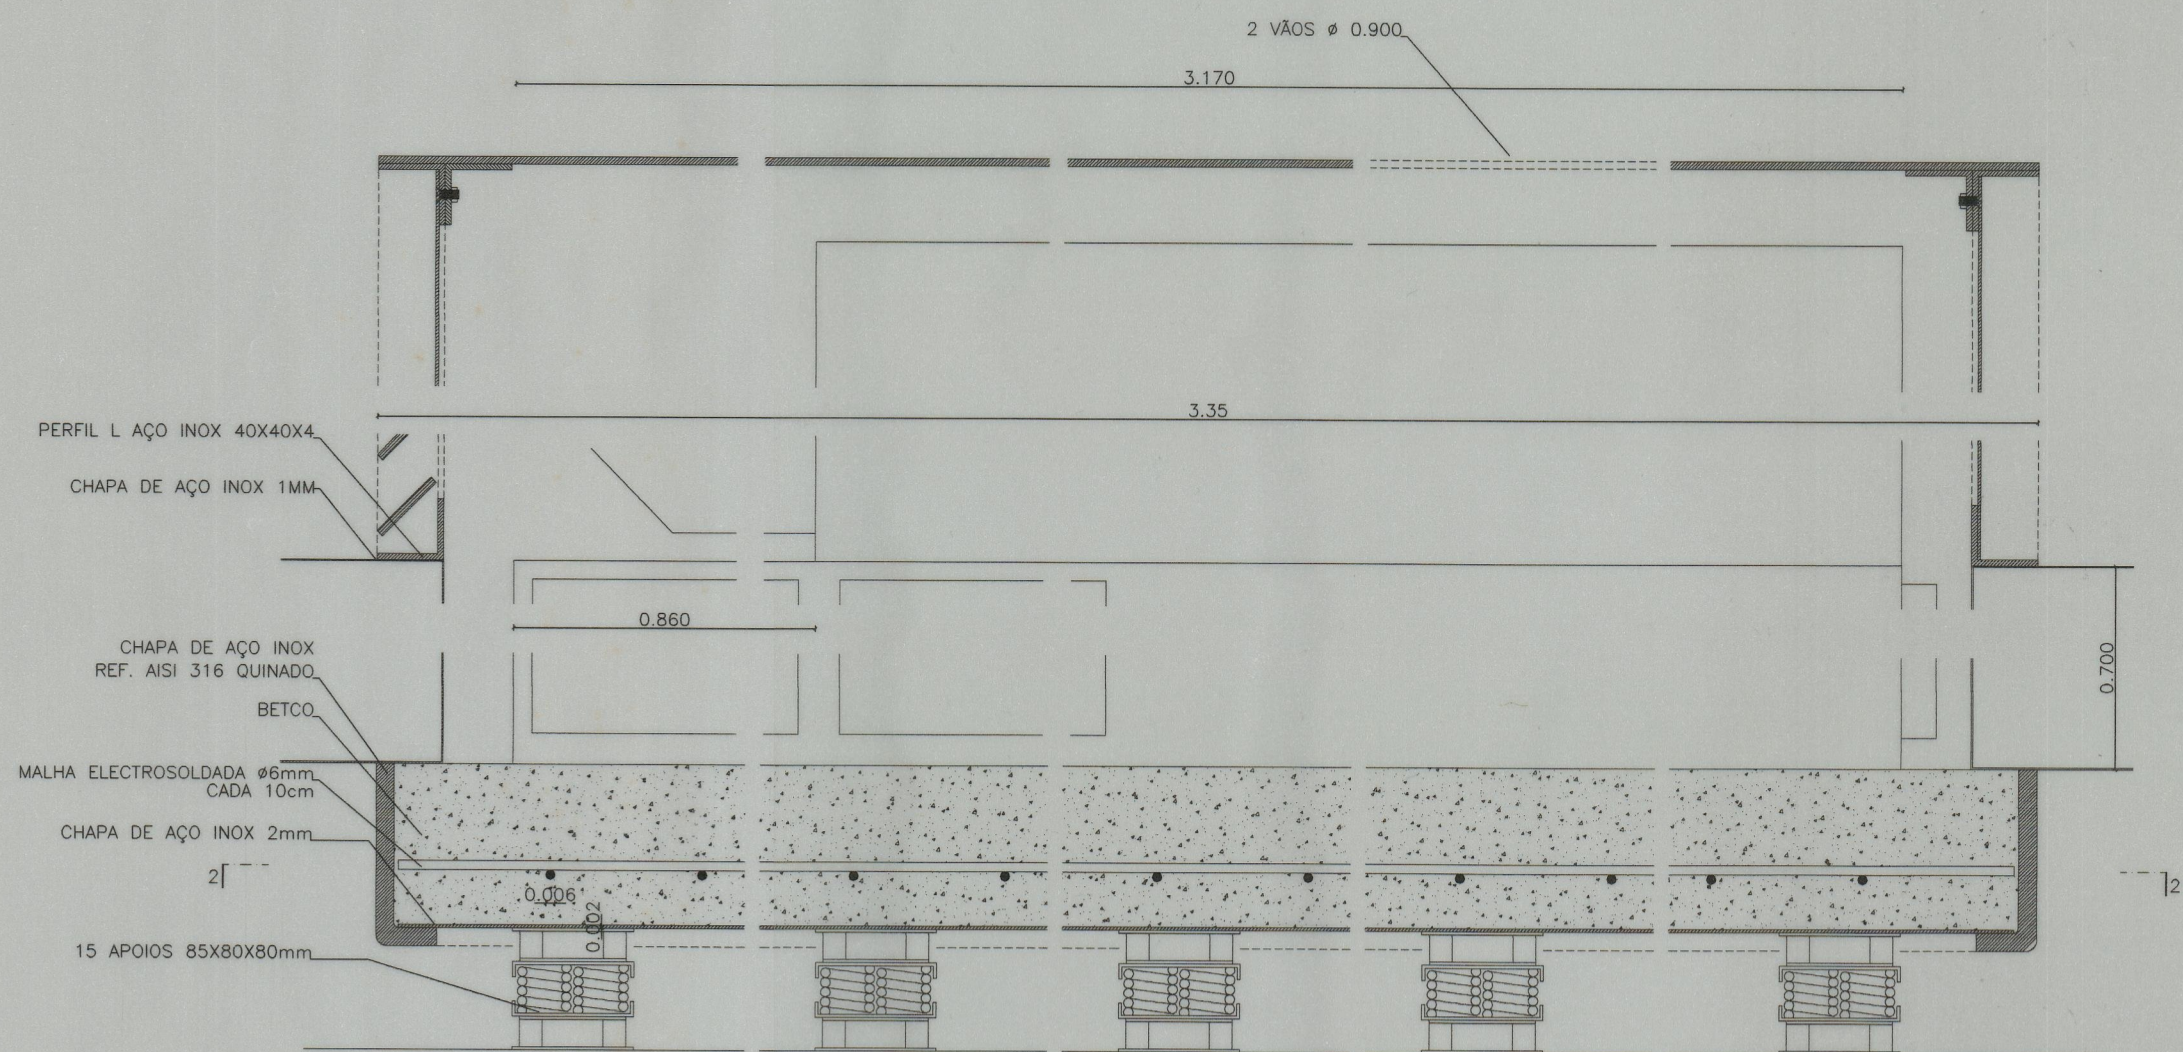 2 VÃOS ø 0.900
3.170
3.35
PERFIL L AÇO INOX 40X40X4
CHAPA DE AÇO INOX 1MM
0.860
CHAPA DE AÇO INOX
REF. AISI 316 QUINADO
0.700
BETCO
MALHA ELECTROSOLDADA ø6mm
CADA 10cm
CHAPA DE AÇO INOX 2mm
2
2
0.006
0.002
15 APOIOS 85X80X80mm